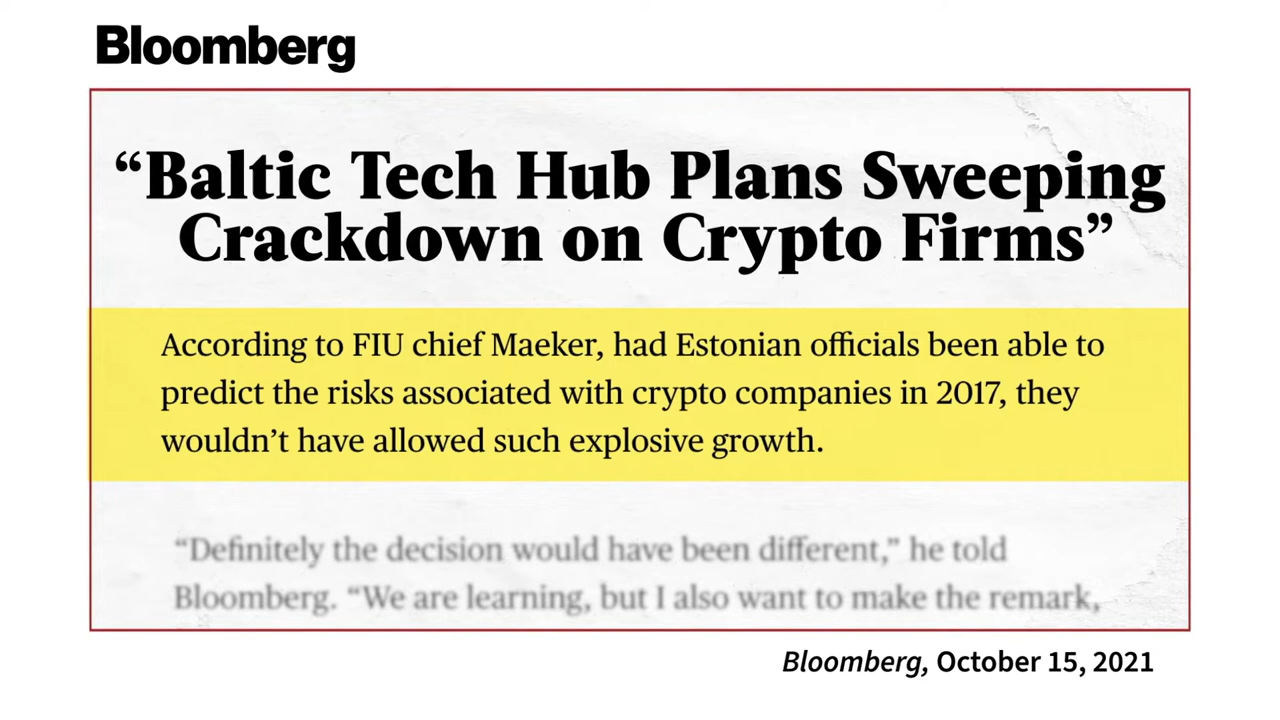 Bloomberg
“Baltic Tech Hub Plans Sweeping
Crackdown on Crypto Firms”
According to FIU chief Maeker, had Estonian officials been able to
predict the risks associated with crypto companies in 2017, they
wouldn’t have allowed such explosive growth.
“Definitely the decision would have been different,” he told
Bloomberg. “We are learning, but I also want to make the remark,
Bloomberg, October 15, 2021